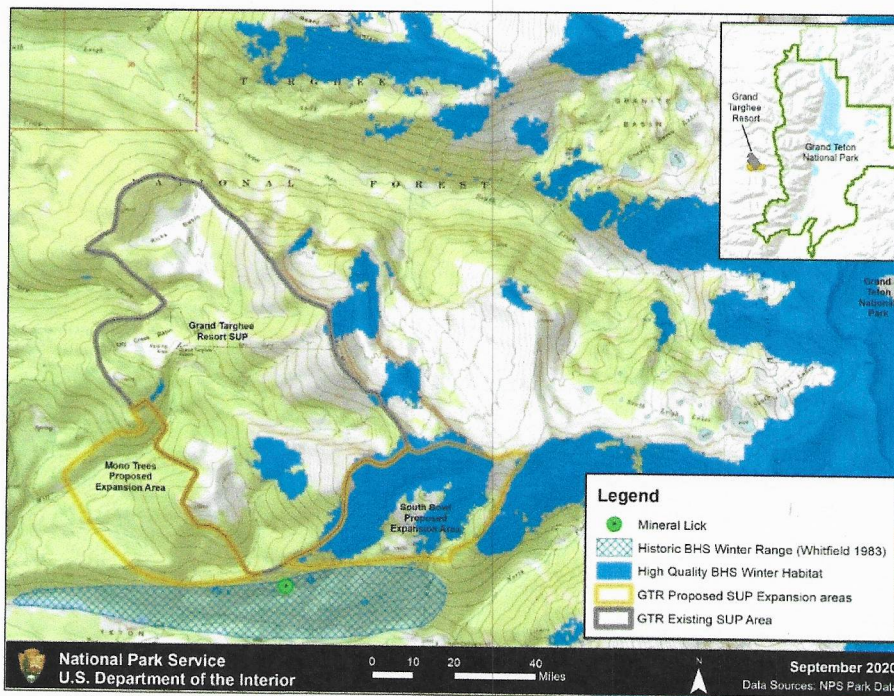 TARGHEE
GRANITE
BASIN
NATIONAL FOREST
Grand Targhee
Resort SUP
Mono Trees
Proposed
Expansion Area
South Bowl
Proposed
Expansion Area
TETON
Grand
Targhee
Resort
Grand Teton
National Park
Grand
Teton
National
Park
Legend
Mineral Lick
Historic BHS Winter Range (Whitfield 1983)
High Quality BHS Winter Habitat
GTR Proposed SUP Expansion areas
GTR Existing SUP Area
National Park Service
U.S. Department of the Interior
0 10 20 40
Miles
N
September 2020
Data Sources: NPS Park Data